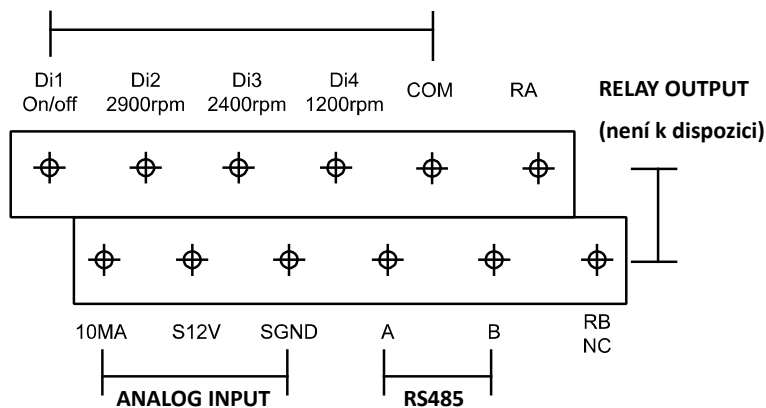 Di1
On/off
Di2
2900rpm
Di3
2400rpm
Di4
1200rpm
COM
RA
RELAY OUTPUT
(není k dispozici)
10MA
S12V
SGND
A
B
RB
NC
ANALOG INPUT
RS485